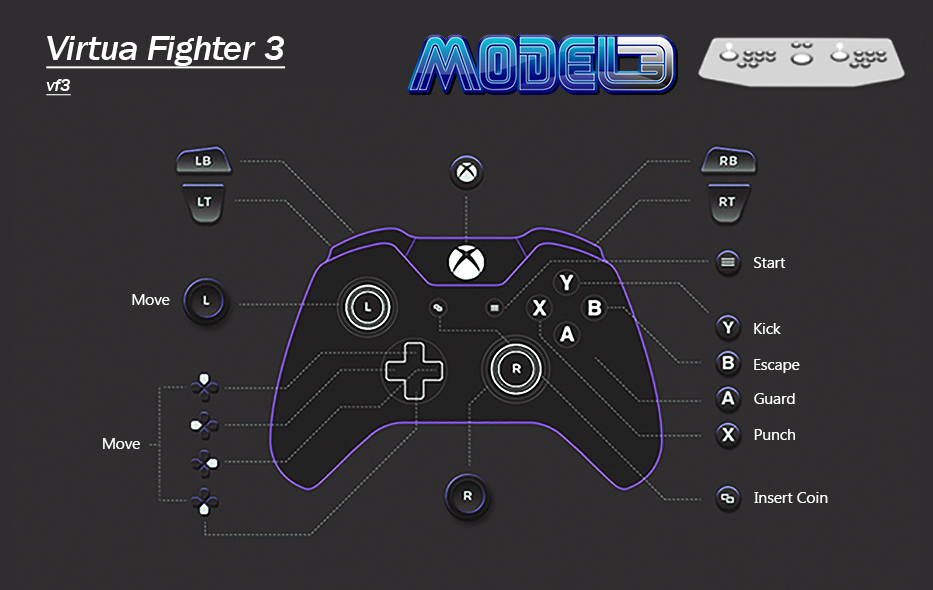 Virtua Fighter 3
vf3
MODEL3
LB
RB
LT
RT
Start
Y
X
B
A
Move
L
L
Y
Kick
B
Escape
R
A
Guard
X
Punch
Move
R
Insert Coin